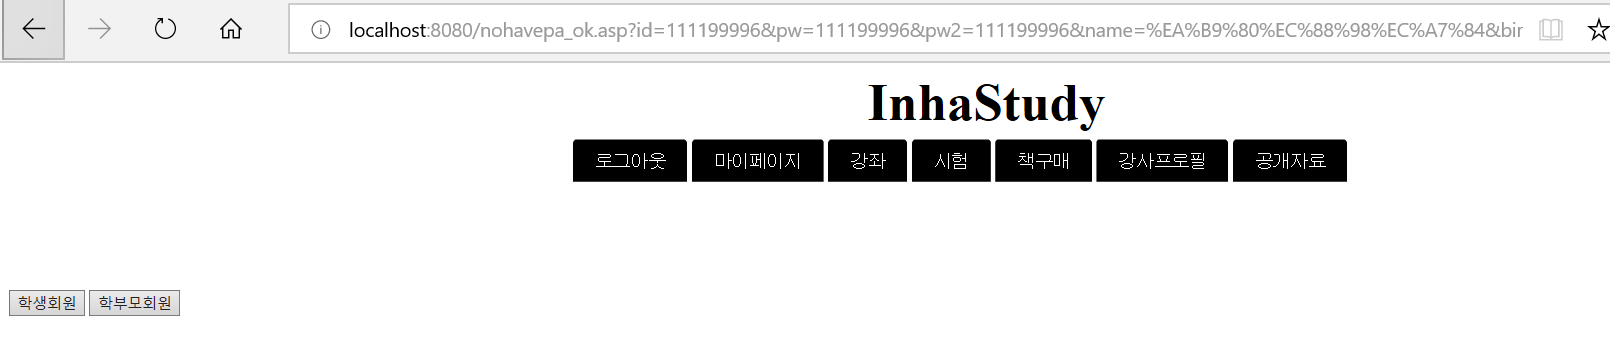 localhost:8080/nohavepa_ok.asp?id=111199996&pw=111199996&pw2=111199996&name=%EA%B9%80%EC%88%98%EC%A7%84&bir
InhaStudy
로그아웃 마이페이지 강좌 시험 책구매 강사프로필 공개자료
학생회원 학부모회원